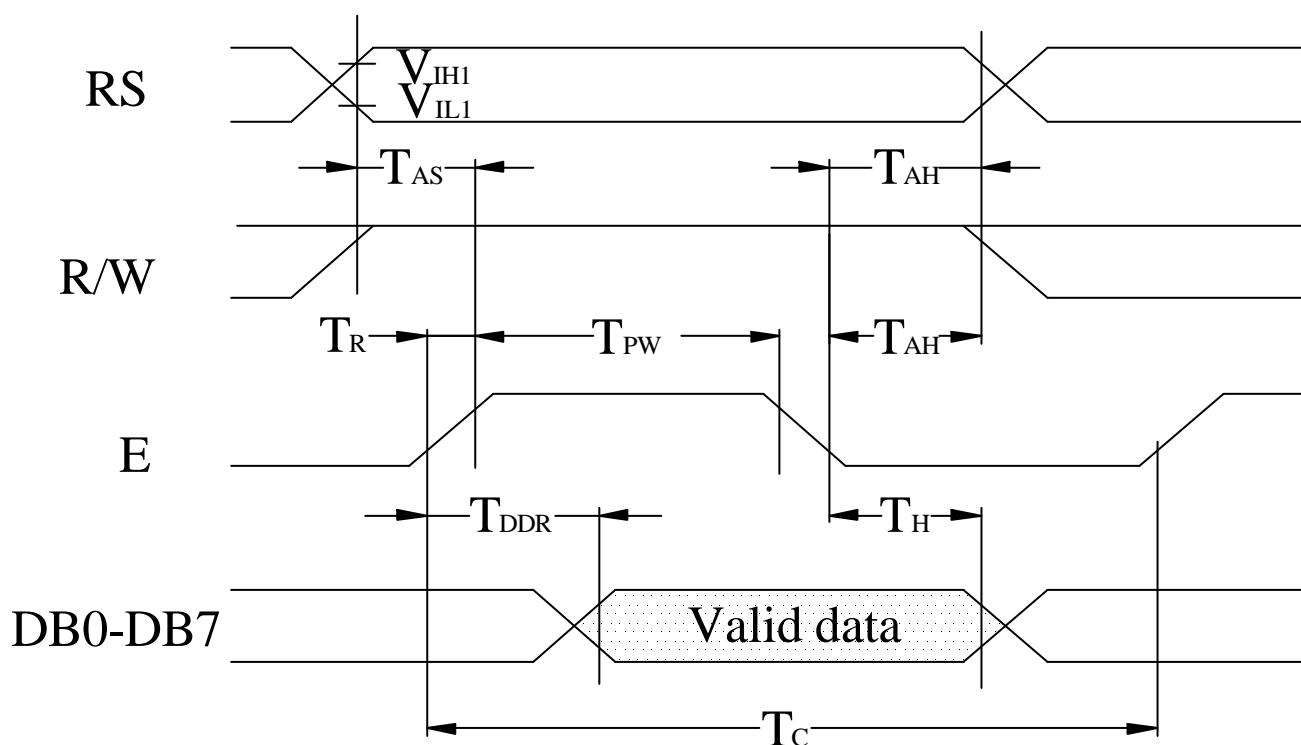 RS
VIH1
VIL1
TAS
TAH
R/W
TR
TPW
TAH
E
TDDR
TH
DB0-DB7
Valid data
TC